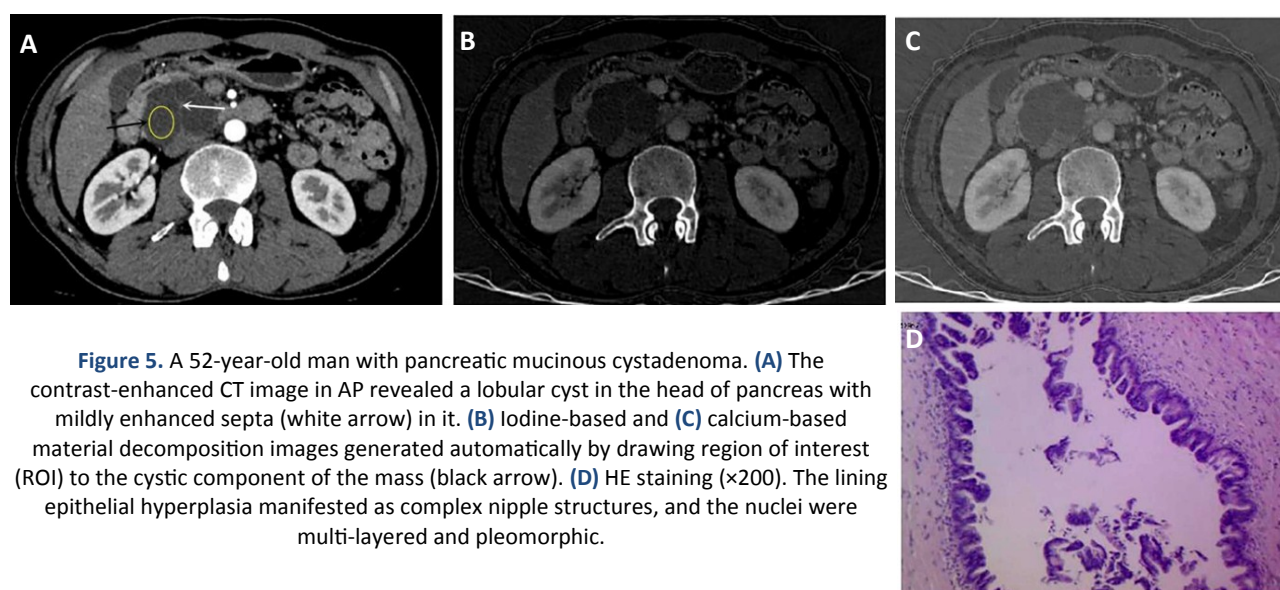 A
B
C
D
Figure 5. A 52-year-old man with pancreatic mucinous cystadenoma. (A) The
contrast-enhanced CT image in AP revealed a lobular cyst in the head of pancreas with
mildly enhanced septa (white arrow) in it. (B) Iodine-based and (C) calcium-based
material decomposition images generated automatically by drawing region of interest
(ROI) to the cystic component of the mass (black arrow). (D) HE staining (×200). The lining
epithelial hyperplasia manifested as complex nipple structures, and the nuclei were
multi-layered and pleomorphic.